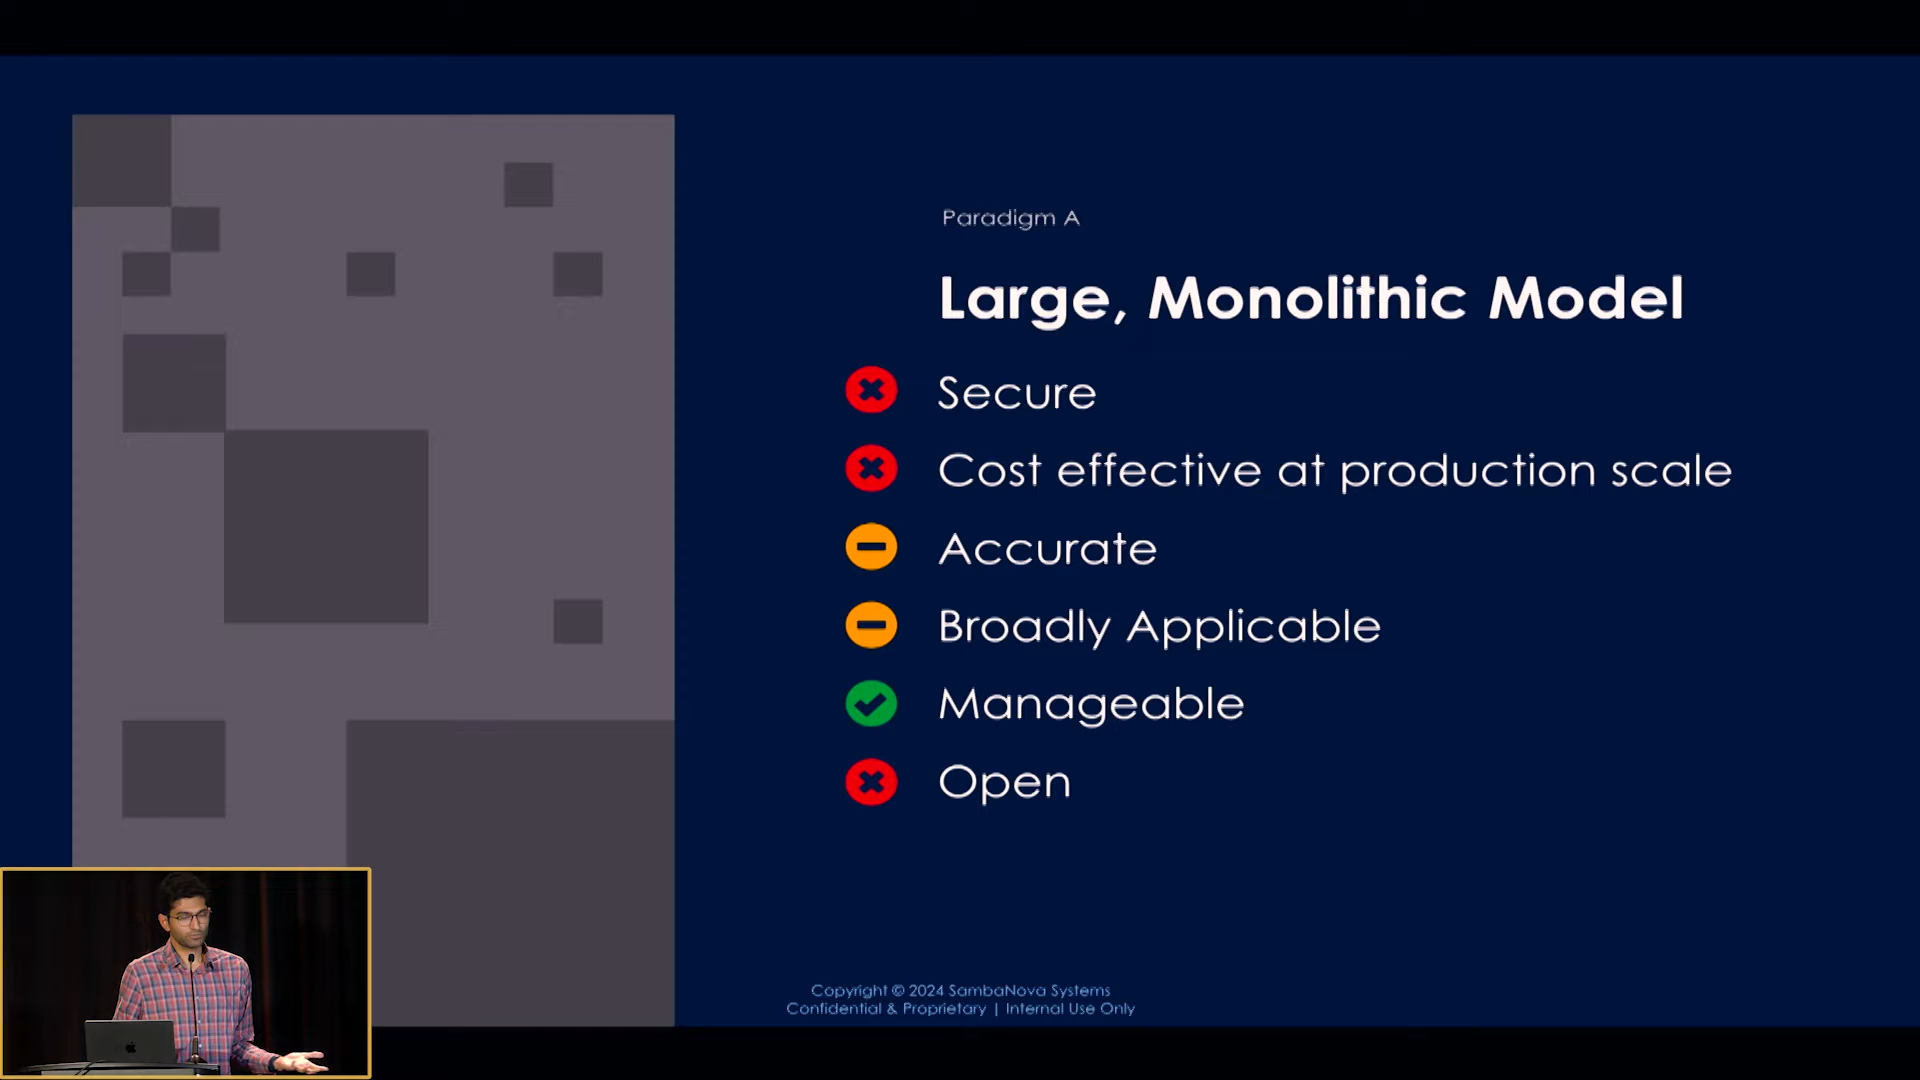 Paradigm A
Large, Monolithic Model
Secure
Cost effective at production scale
Accurate
Broadly Applicable
Manageable
Open
Copyright © 2024 SambaNova Systems
Confidential & Proprietary | Internal Use Only